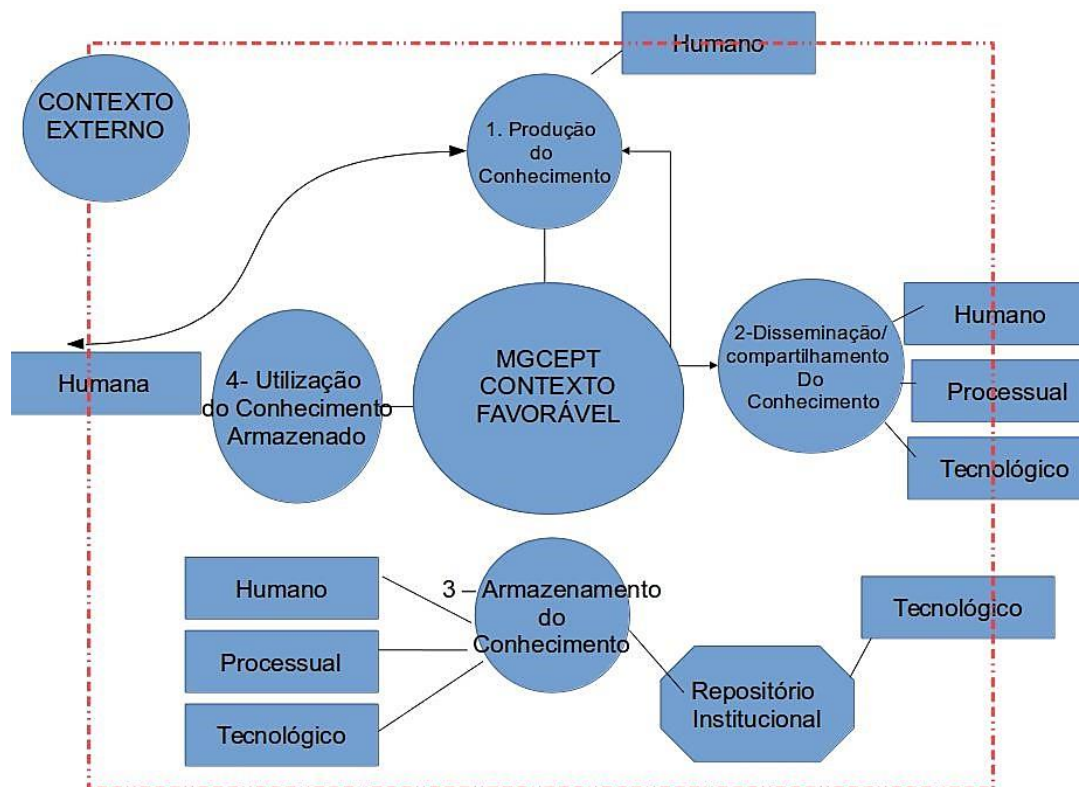 Humano
CONTEXTO
EXTERNO
1. Produção
do
Conhecimento
Humana
4- Utilização
do Conhecimento
Armazenado
MGCEPT
CONTEXTO
FAVORÁVEL
2-Disseminação/
compartilhamento
Do
Conhecimento
Humano
Processual
Tecnológico
Humano
Processual
Tecnológico
3 – Armazenamento
do
Conhecimento
Repositório
Institucional
Tecnológico